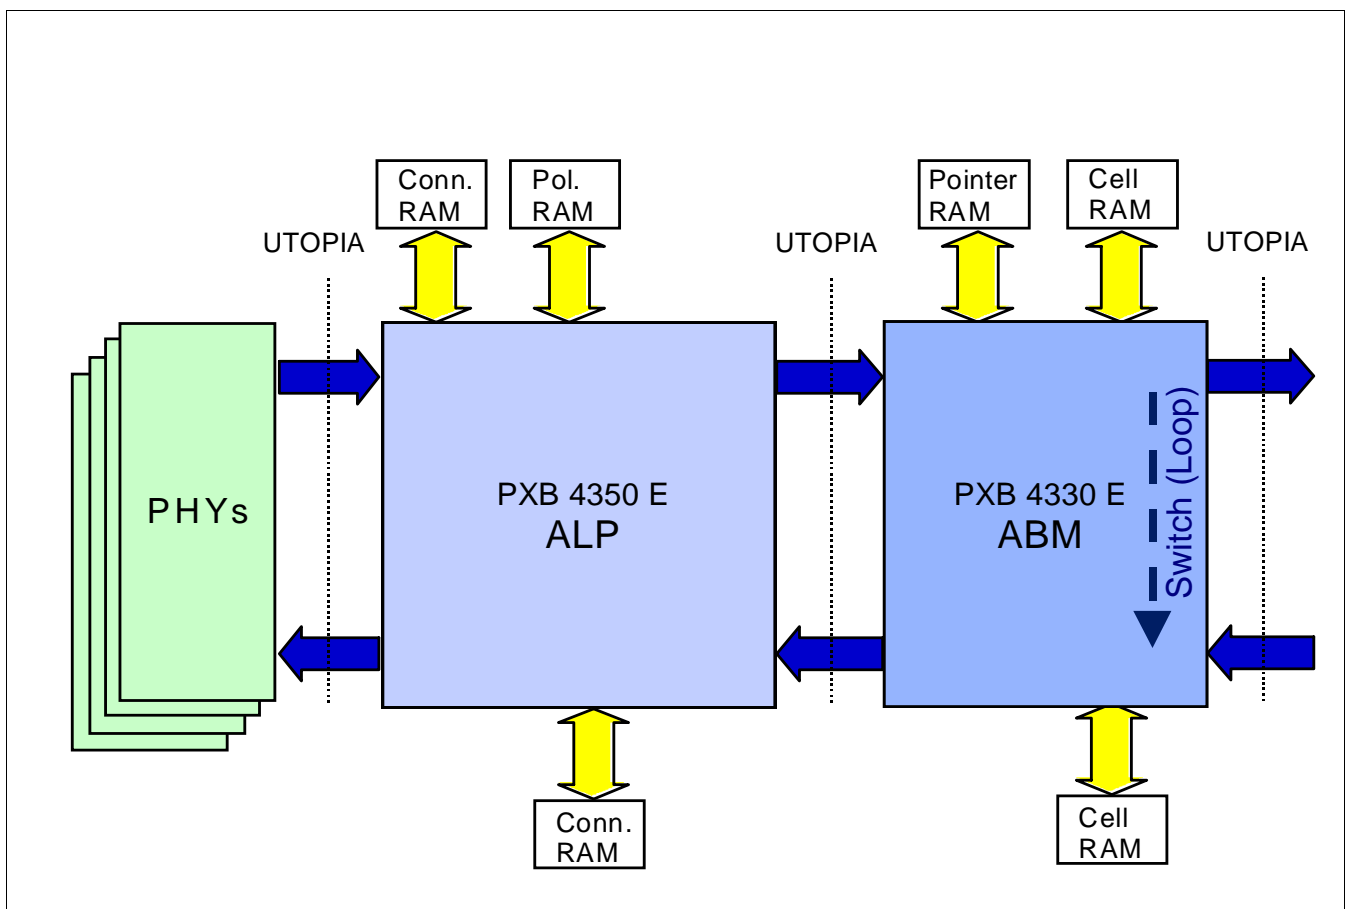 Conn.
RAM
Pol.
RAM
Pointer
RAM
Cell
RAM
UTOPIA
UTOPIA
UTOPIA
PHYs
PXB 4350 E
ALP
PXB 4330 E
ABM
Switch (Loop)
Conn.
RAM
Cell
RAM